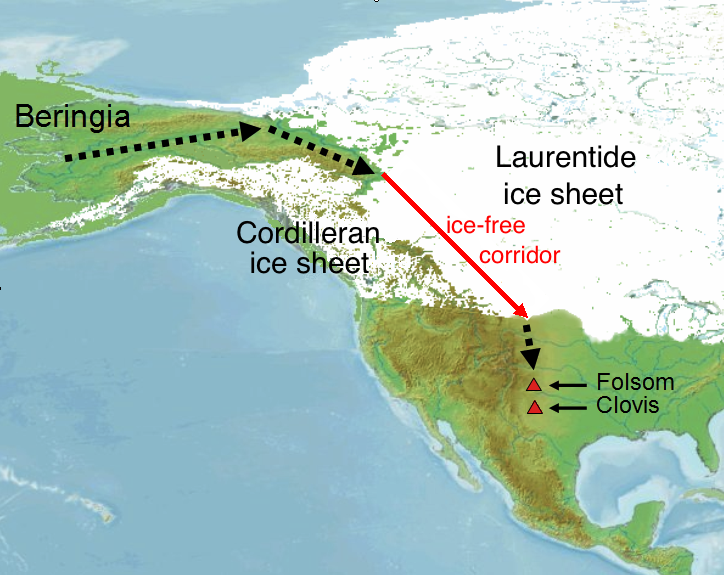 Beringia
Laurentide
ice sheet
ice-free
corridor
Cordilleran
ice sheet
Folsom
Clovis